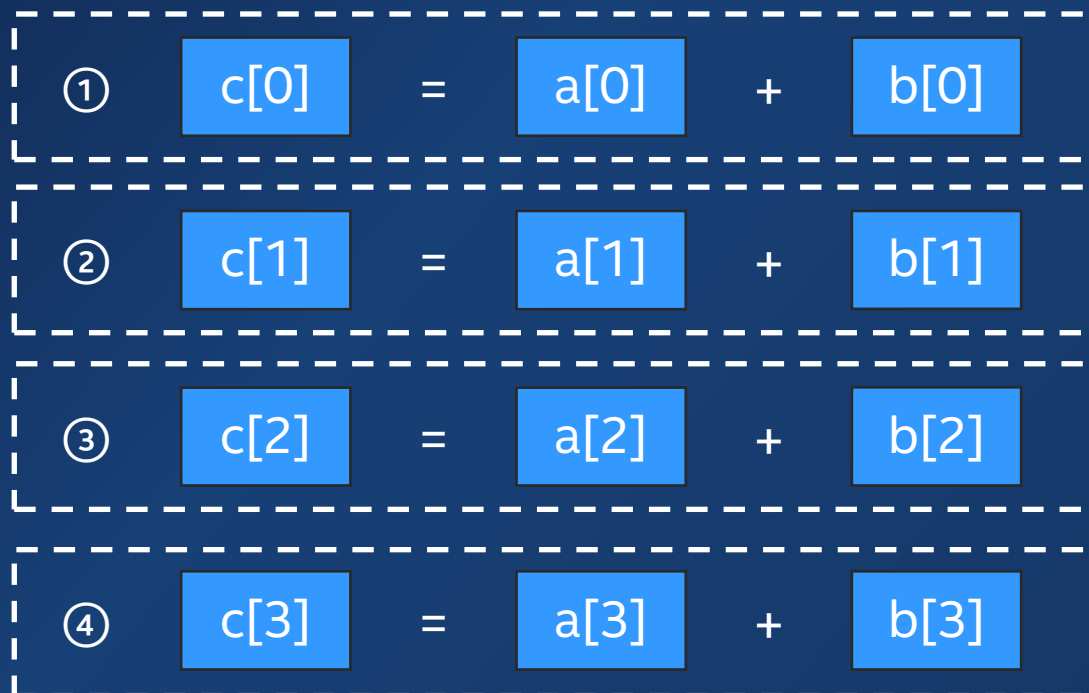 ① c[0] = a[0] + b[0]
② c[1] = a[1] + b[1]
③ c[2] = a[2] + b[2]
④ c[3] = a[3] + b[3]